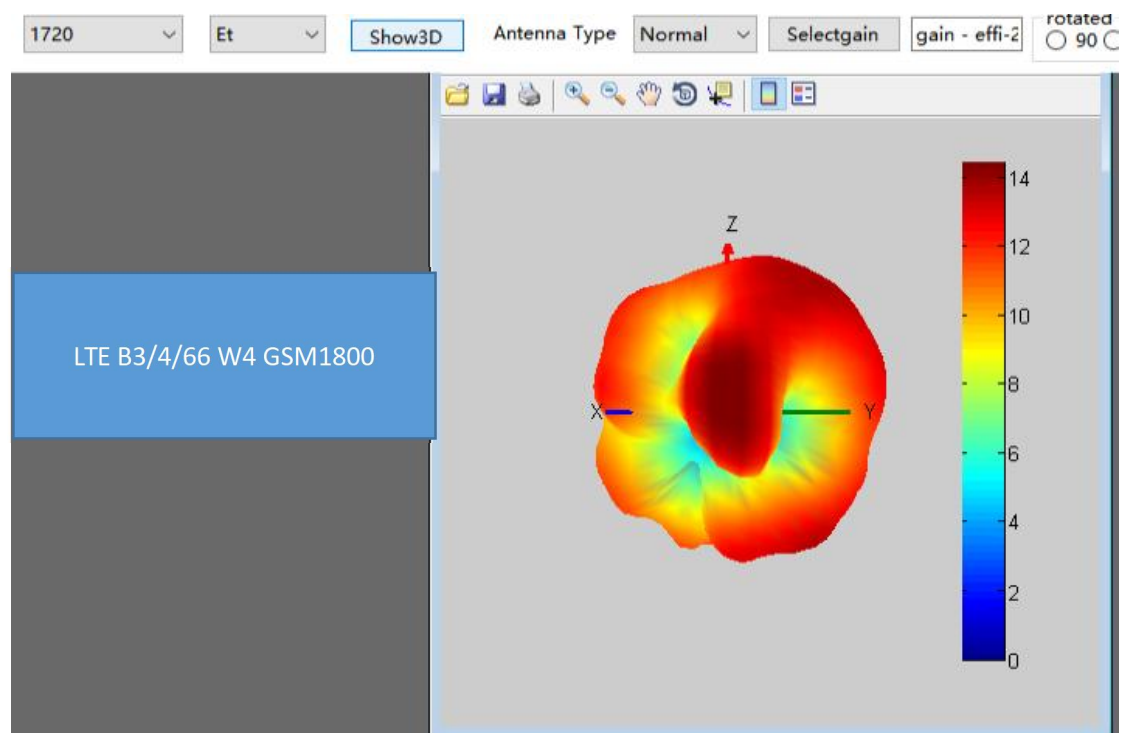 1720 Et Show3D Antenna Type Normal Selectgain gain - effi-2 rotated
90
Z
X
Y
14
12
10
8
6
4
2
0
LTE B3/4/66 W4 GSM1800